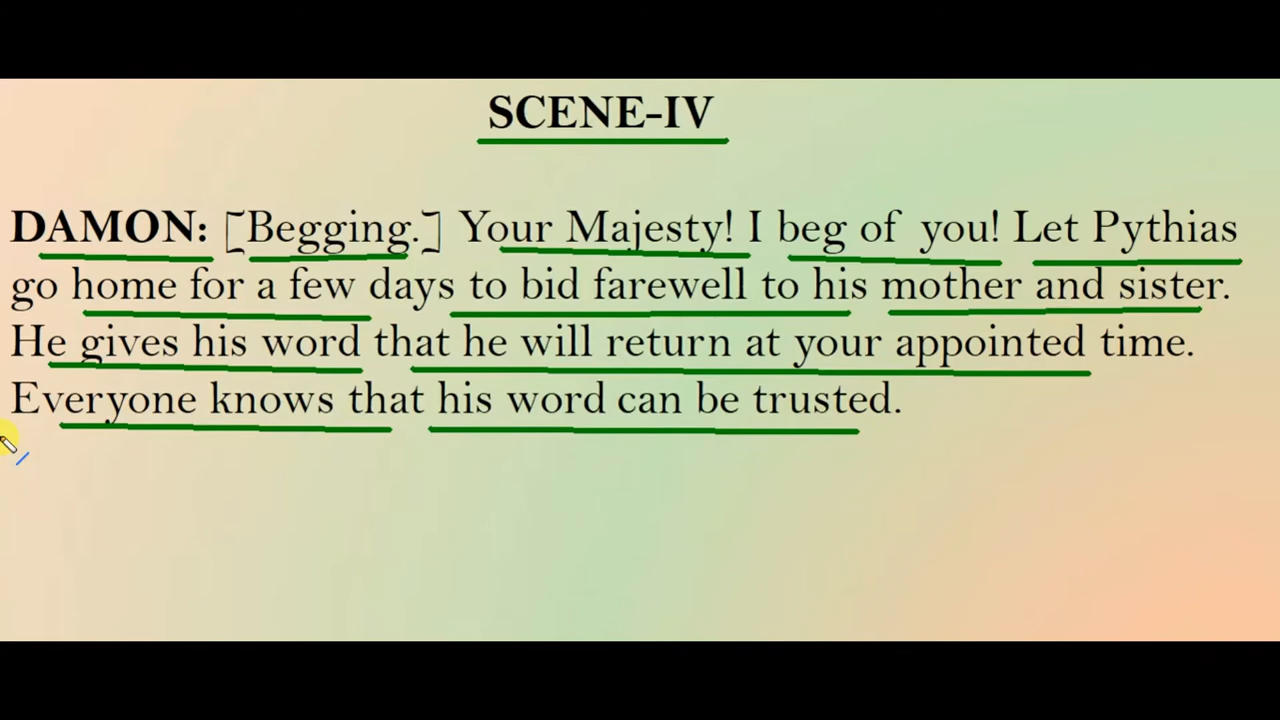 SCENE-IV
DAMON: [Begging.] Your Majesty! I beg of you! Let Pythias
go home for a few days to bid farewell to his mother and sister.
He gives his word that he will return at your appointed time.
Everyone knows that his word can be trusted.